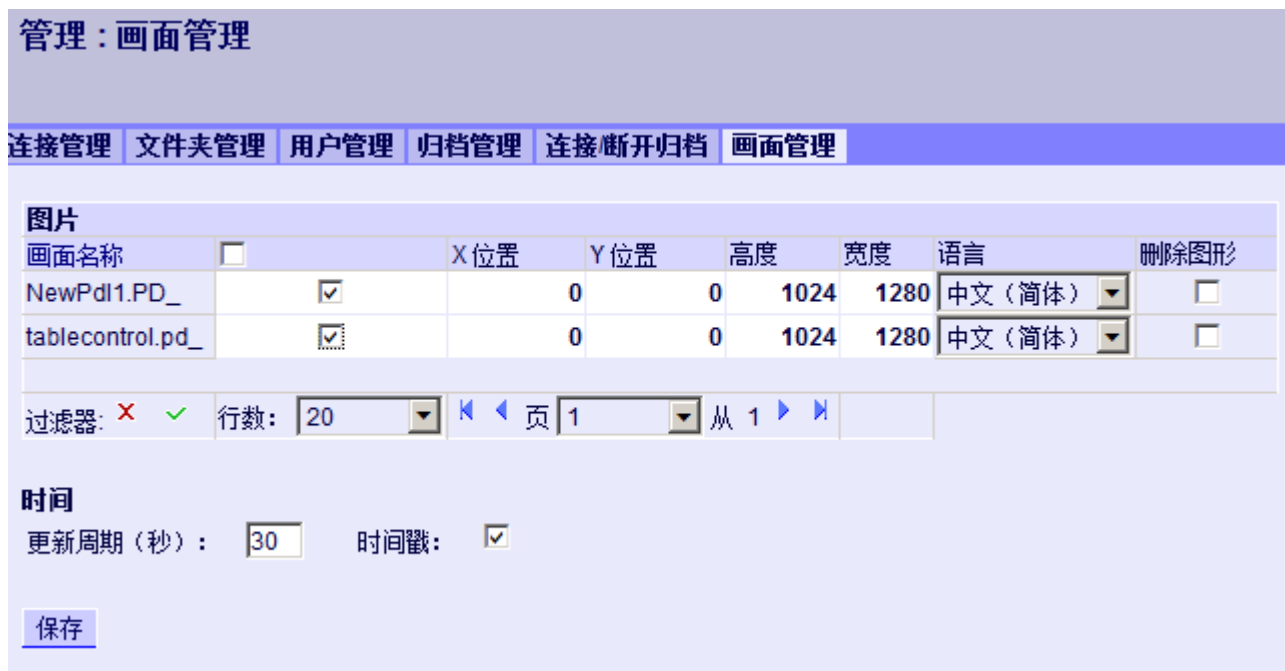 管理 : 画面管理
连接管理 文件夹管理 用户管理 归档管理 连接/断开归档 画面管理
图片
画面名称 X 位置 Y 位置 高度 宽度 语言 删除图形
NewPdl1.PD_ 0 0 1024 1280 中文（简体）
tablecontrol.pd_ 0 0 1024 1280 中文（简体）
过滤器: 行数: 20 页 1 从 1
时间
更新周期（秒）: 30 时间戳:
保存